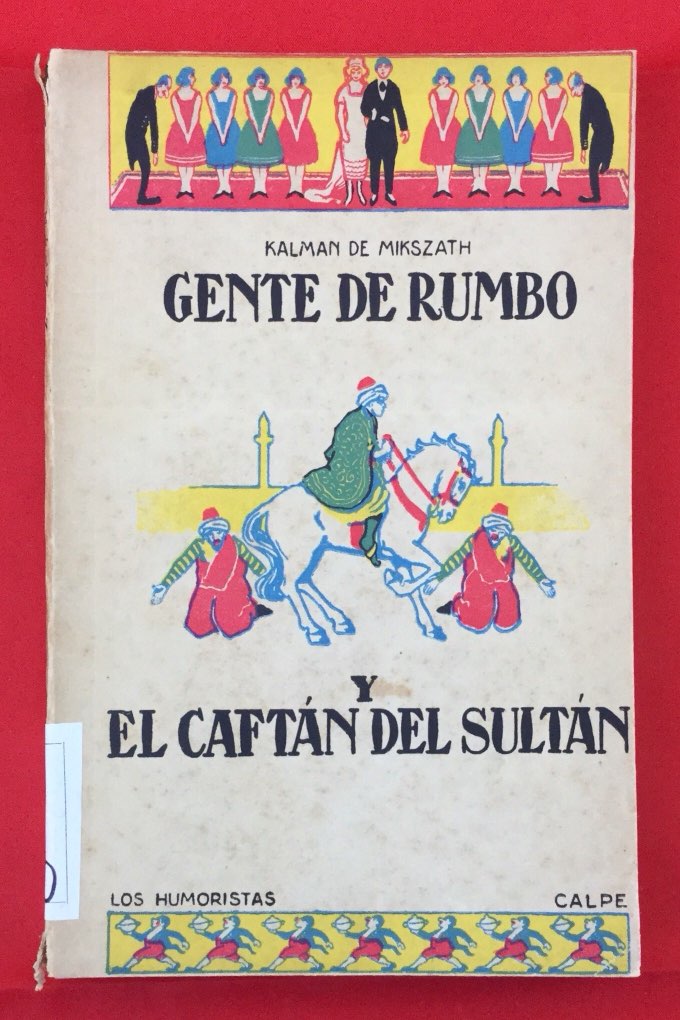 KALMAN DE MIKSZATH
GENTE DE RUMBO
Y
EL CAFTÁN DEL SULTÁN
LOS HUMORISTAS
CALPE